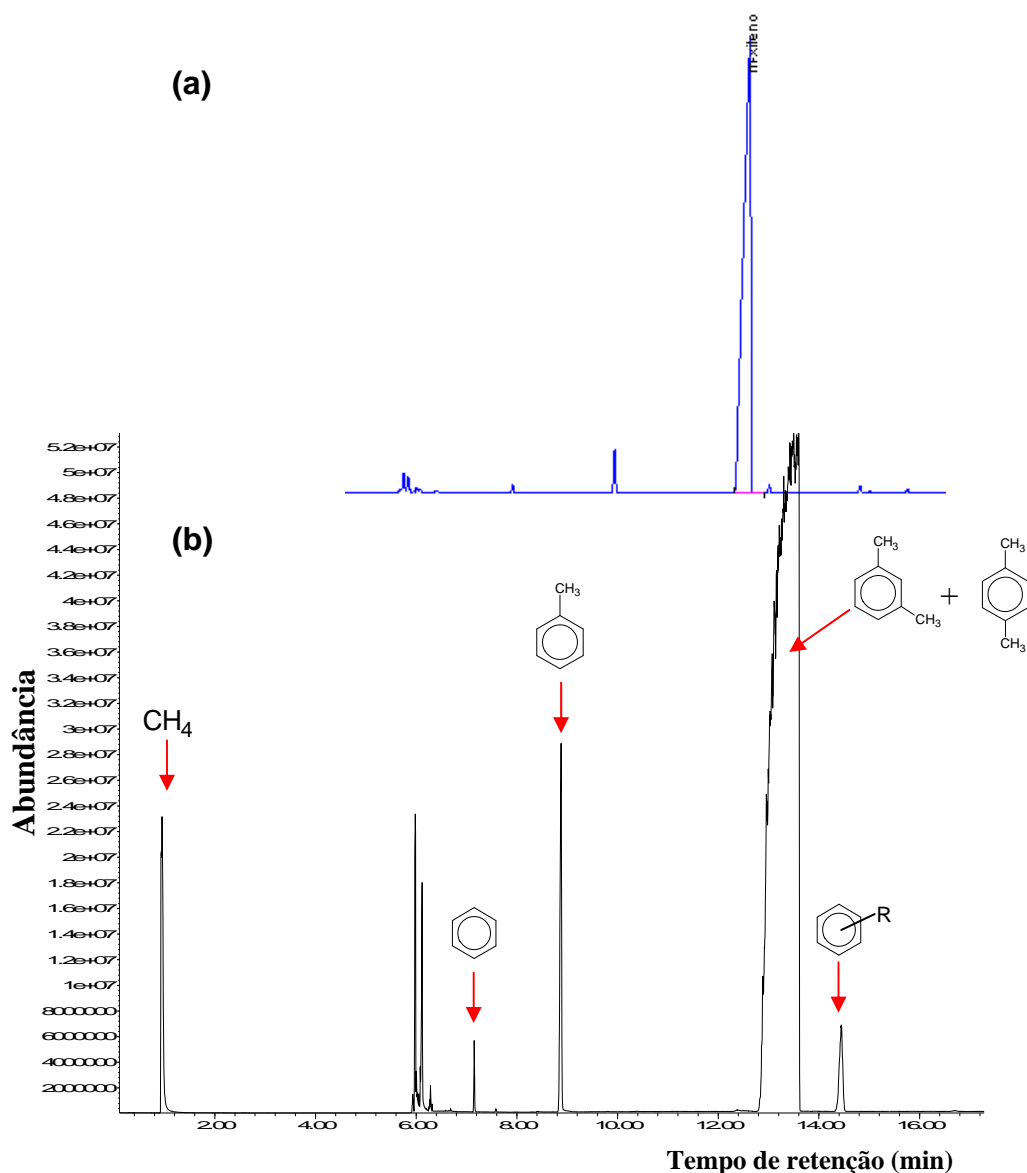 m-xileno
(a)
5.2e+07
5e+07
4.8e+07
4.6e+07
4.4e+07
4.2e+07
4e+07
3.8e+07
3.6e+07
3.4e+07
3.2e+07
3e+07
2.8e+07
2.6e+07
2.4e+07
2.2e+07
2e+07
1.8e+07
1.6e+07
1.4e+07
1.2e+07
1e+07
8000000
6000000
4000000
2000000
Abundância
(b)
CH4
CH3
CH3
CH3
+
CH3
CH3
R
2.00
4.00
6.00
8.00
10.00
12.00
14.00
16.00
Tempo de retenção (min)